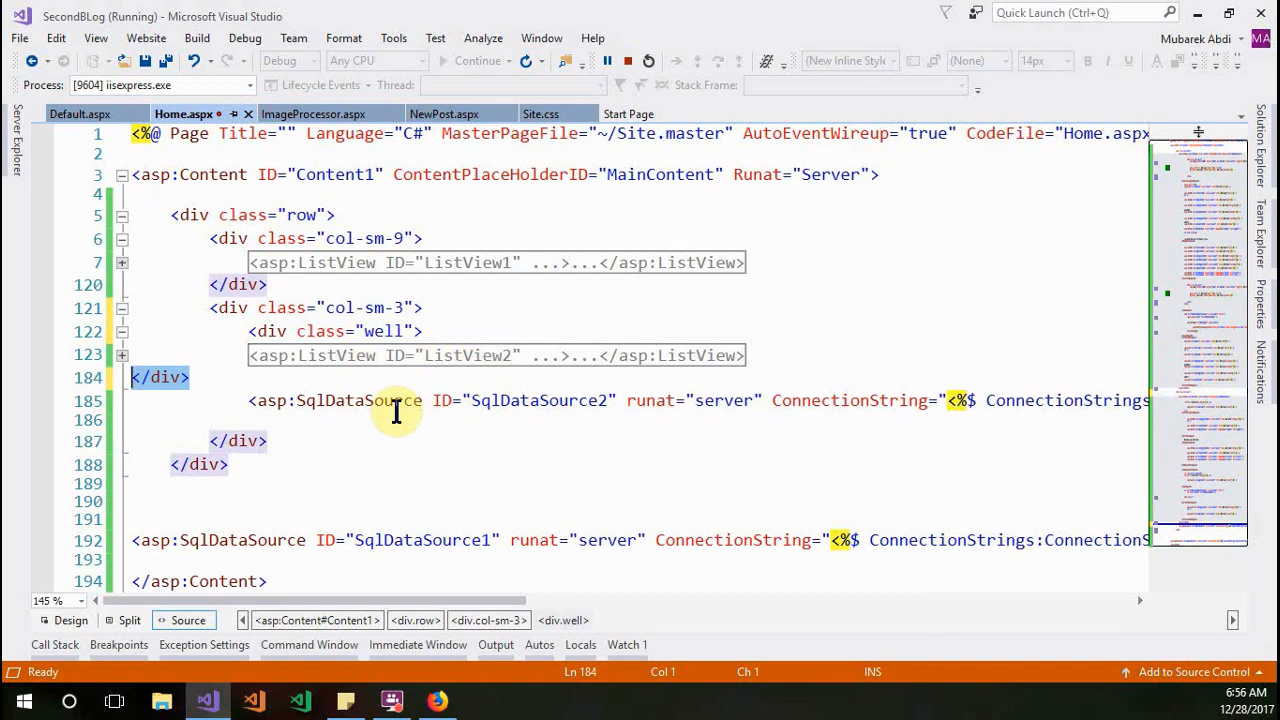 SecondBLog (Running) - Microsoft Visual Studio
Quick Launch (Ctrl+Q)
File Edit View Website Build Debug Team Format Tools Test Analyze Window Help
Mubarek Abdi
MA
Debug Any CPU (New Inline Style (None) 14px B I U A
Process: [9604] iisexpress.exe Lifecycle Events Thread: Stack Frame:
Default.aspx Home.aspx ImageProcessor.aspx NewPost.aspx Site.css Start Page
1 <%@ Page Title="" Language="C#" MasterPageFile="~/Site.master" AutoEventWireup="true" CodeFile="Home.aspx
2
<asp:Content ID="Content1" ContentPlaceHolderID="MainContent" Runat="Server">
4
5 <div class="row">
6 <div class="col-sm-9">
7 <asp:ListView ID="ListView1" ...>...</asp:ListView>
120 </div>
121 <div class="col-sm-3">
122 <div class="well">
123 <asp:ListView ID="ListView2" ...>...</asp:ListView>
184 </div>
185 <asp:SqlDataSource ID="SqlDataSource2" runat="server" ConnectionString="<%$ ConnectionStrings
186
187 </div>
188 </div>
189
190
191
192 <asp:SqlDataSource ID="SqlDataSource1" runat="server" ConnectionString="<%$ ConnectionStrings:ConnectionS
193
194 </asp:Content>
145 %
Design Split Source <asp:Content#Content1> <div.row> <div.col-sm-3> <div.well>
Call Stack Breakpoints Exception Settings Command Window Immediate Window Output Autos Locals Watch 1
Ready Ln 184 Col 1 Ch 1 INS Add to Source Control
6:56 AM
12/28/2017
Server Explorer
Solution Explorer
Team Explorer
Properties
Notifications